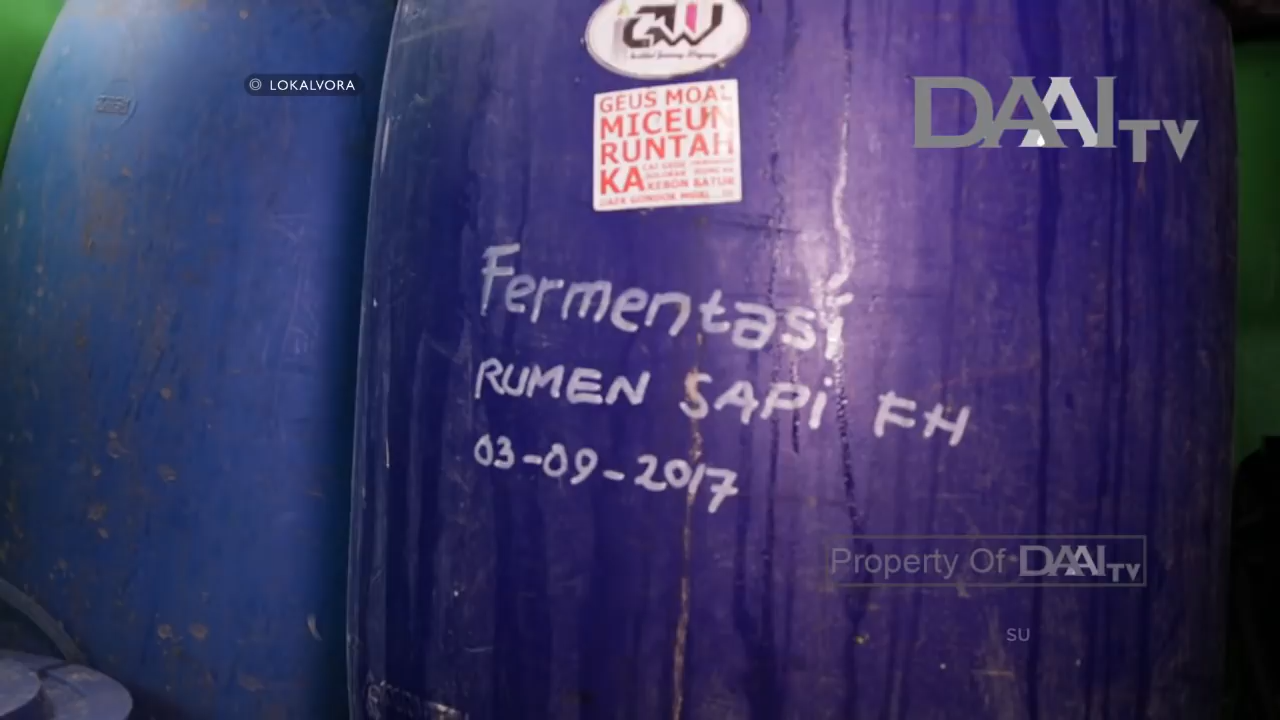 GW
© LOKALVORA
DAAI TV
GEUS MOAL
MICEUN
RUNTAH
KA
KEBON BATUR
Fermentasi
RUMEN SAPi FH
03-09-2017
Property Of DAAI TV
SU